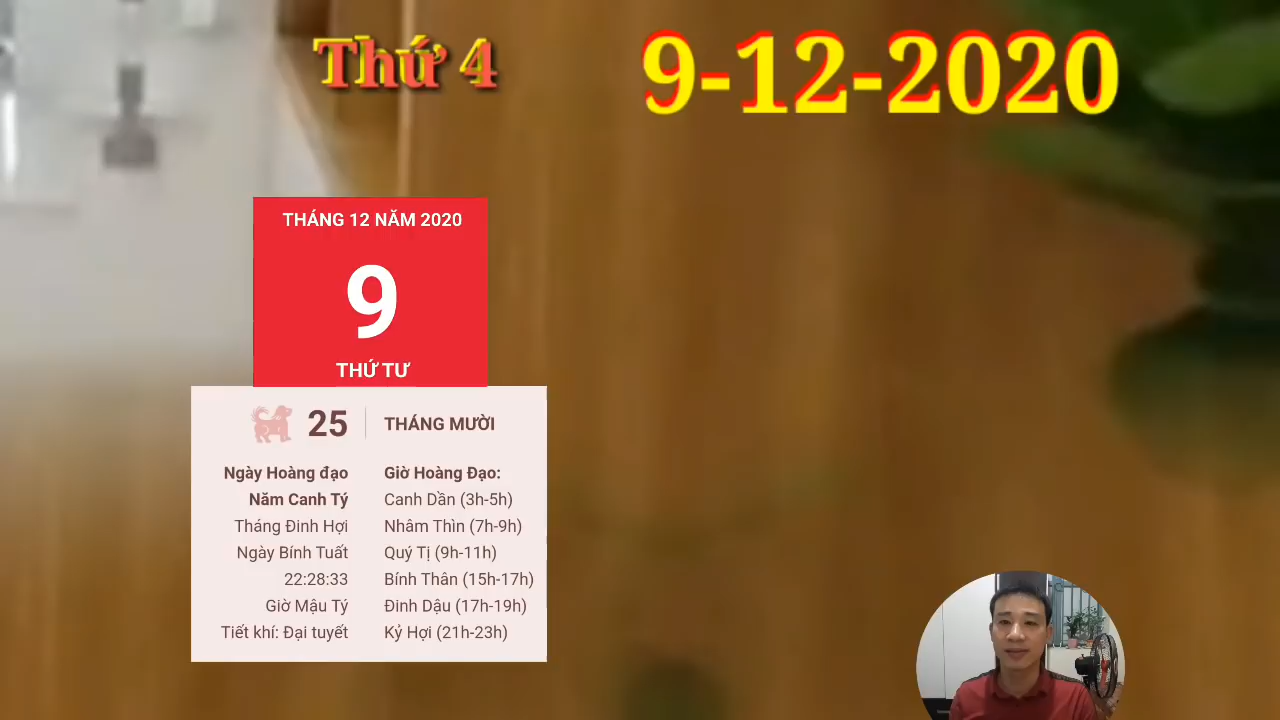 Thứ 4
9-12-2020
THÁNG 12 NĂM 2020
9
THỨ TƯ
25
THÁNG MƯỜI
Ngày Hoàng đạo
Năm Canh Tý
Tháng Đinh Hợi
Ngày Bính Tuất
22:28:33
Giờ Mậu Tý
Tiết khí: Đại tuyết
Giờ Hoàng Đạo:
Canh Dần (3h-5h)
Nhâm Thìn (7h-9h)
Quý Tị (9h-11h)
Bính Thân (15h-17h)
Đinh Dậu (17h-19h)
Kỷ Hợi (21h-23h)